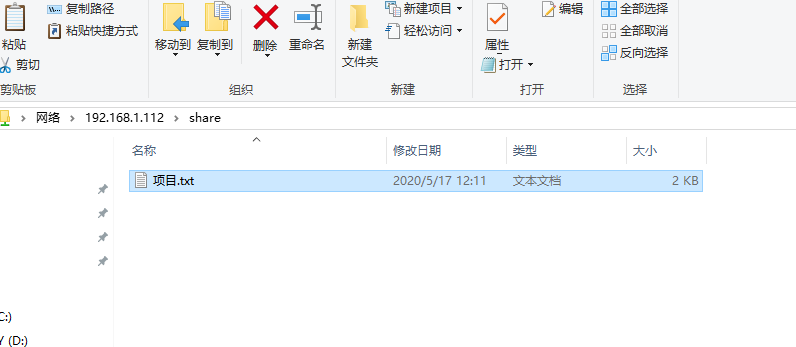 复制路径
粘贴快捷方式
粘贴
剪切
剪贴板
移动到 复制到 删除 重命名
组织
新建项目
轻松访问
新建
文件夹
新建
属性
打开
编辑
打开
全部选择
全部取消
反向选择
选择
网络 192.168.1.112 share
名称 修改日期 类型 大小
项目.txt 2020/5/17 12:11 文本文档 2 KB
C:)
Y (D:)